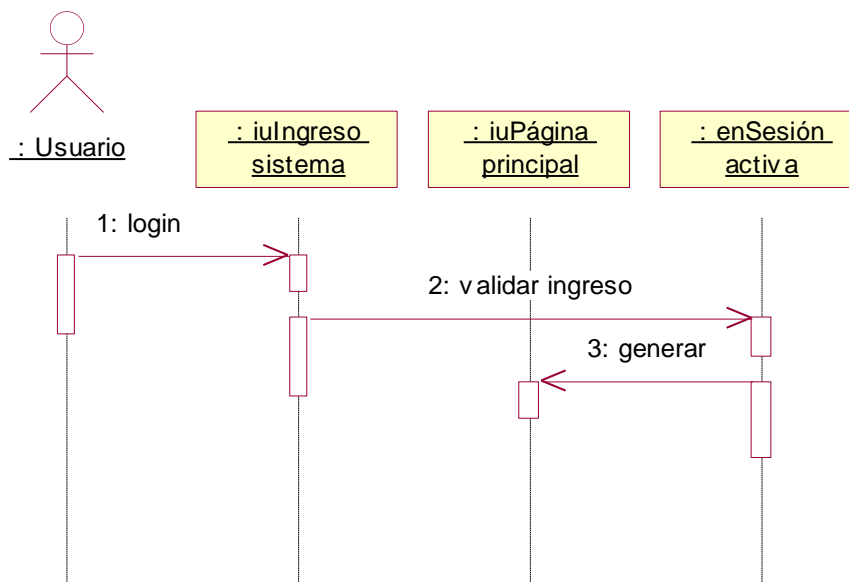 : Usuario
: iuIngreso
sistema
: iuPágina
principal
: enSesión
activa
1: login
2: validar ingreso
3: generar